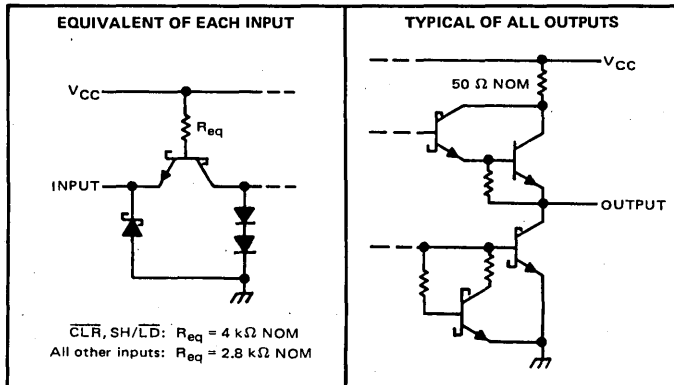 EQUIVALENT OF EACH INPUT
VCC
Req
INPUT
CLR, SH/LD: Req = 4 kΩ NOM
All other inputs: Req = 2.8 kΩ NOM
TYPICAL OF ALL OUTPUTS
VCC
50 Ω NOM
OUTPUT